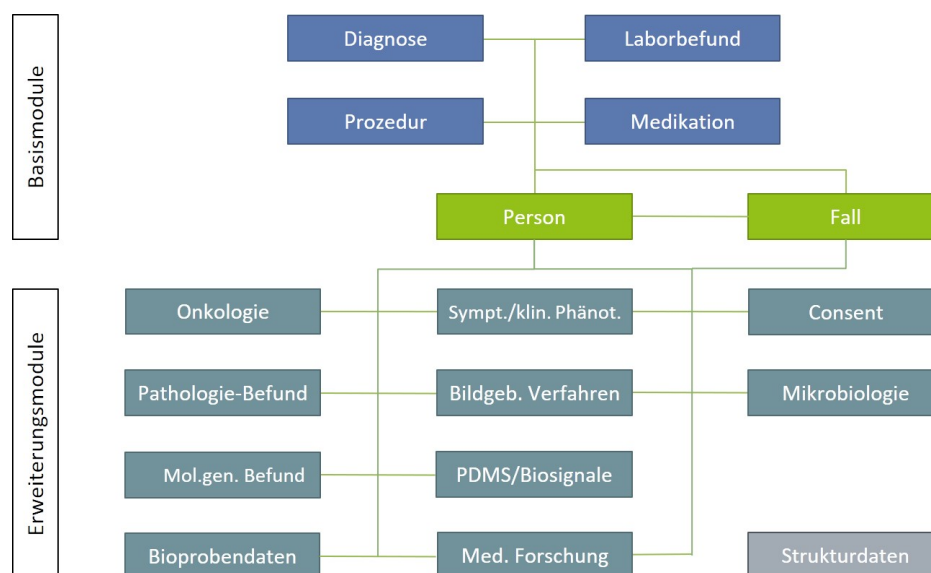 Basismodule
Diagnose
Laborbefund
Prozedur
Medikation
Person
Fall
Erweiterungsmodule
Onkologie
Sympt./klin. Phänot.
Consent
Pathologie-Befund
Bildgeb. Verfahren
Mikrobiologie
Mol.gen. Befund
PDMS/Biosignale
Bioprobendaten
Med. Forschung
Strukturdaten